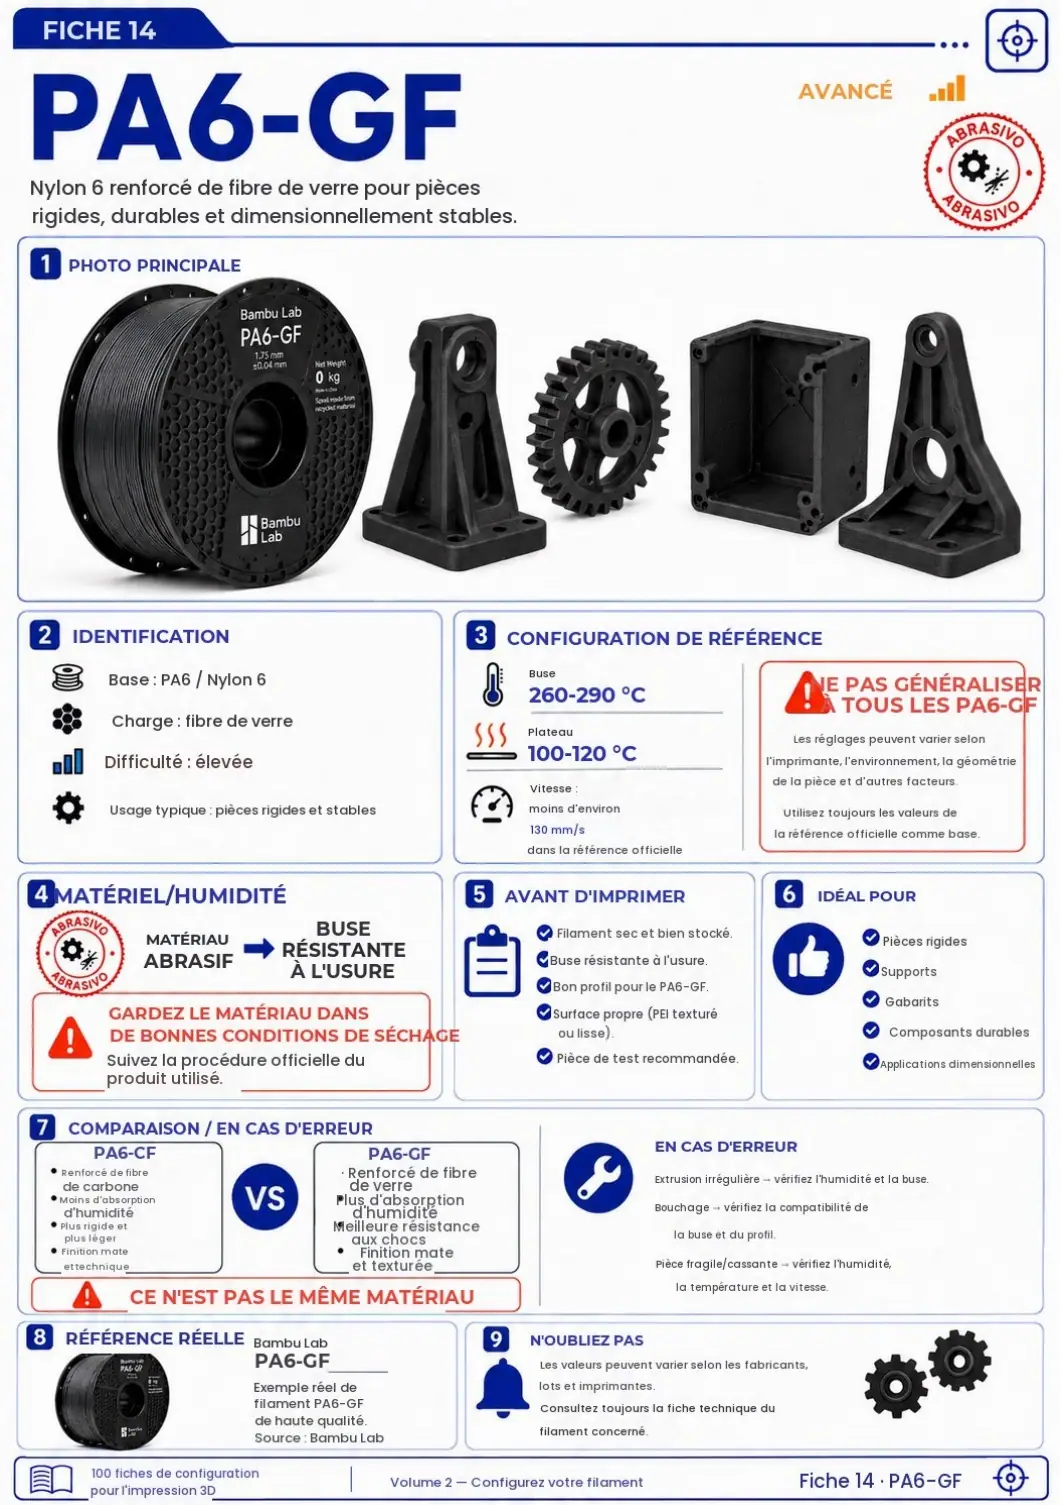 FICHE 14
PA6-GF
AVANCÉ
ABRASIVO
ABRASIVO
Nylon 6 renforcé de fibre de verre pour pièces
rigides, durables et dimensionnellement stables.
1 PHOTO PRINCIPALE
Bambu Lab
PA6-GF
1.75 mm
±0.04 mm
Net Weight
0 kg
Spool made from
recycled material
Bambu
Lab
2 IDENTIFICATION
Base : PA6 / Nylon 6
Charge : fibre de verre
Difficulté : élevée
Usage typique : pièces rigides et stables
3 CONFIGURATION DE RÉFÉRENCE
Buse
260-290 °C
Plateau
100-120 °C
Vitesse :
moins d'environ
130 mm/s
dans la référence officielle
NE PAS GÉNÉRALISER
À TOUS LES PA6-GF
Les réglages peuvent varier selon
l'imprimante, l'environnement, la géométrie
de la pièce et d'autres facteurs.
Utilisez toujours les valeurs de
la référence officielle comme base.
4 MATÉRIEL/HUMIDITÉ
ABRASIVO
ABRASIVO
MATÉRIAU
ABRASIF
BUSE
RÉSISTANTE
À L'USURE
GARDEZ LE MATÉRIAU DANS
DE BONNES CONDITIONS DE SÉCHAGE
Suivez la procédure officielle du
produit utilisé.
5 AVANT D'IMPRIMER
Filament sec et bien stocké.
Buse résistante à l'usure.
Bon profil pour le PA6-GF.
Surface propre (PEI texturé
ou lisse).
Pièce de test recommandée.
6 IDÉAL POUR
Pièces rigides
Supports
Gabarits
Composants durables
Applications dimensionnelles
7 COMPARAISON / EN CAS D'ERREUR
PA6-CF
• Renforcé de fibre
de carbone
• Moins d'absorption
d'humidité
• Plus rigide et
plus léger
• Finition mate
ettechnique
VS
PA6-GF
· Renforcé de fibre
de verre
• Plus d'absorption
d'humidité
• Meilleure résistance
aux chocs
• Finition mate
et texturée
CE N'EST PAS LE MÊME MATÉRIAU
EN CAS D'ERREUR
Extrusion irrégulière → vérifiez l'humidité et la buse.
Bouchage → vérifiez la compatibilité de
la buse et du profil.
Pièce fragile/cassante → vérifiez l'humidité,
la température et la vitesse.
8 RÉFÉRENCE RÉELLE
Bambu Lab
PA6-GF
Bambu Lab
PA6-GF
Exemple réel de
filament PA6-GF
de haute qualité.
Source : Bambu Lab
9 N'OUBLIEZ PAS
Les valeurs peuvent varier selon les fabricants,
lots et imprimantes.
Consultez toujours la fiche technique du
filament concerné.
100 fiches de configuration
pour l'impression 3D
Volume 2 — Configurez votre filament
Fiche 14 · PA6-GF